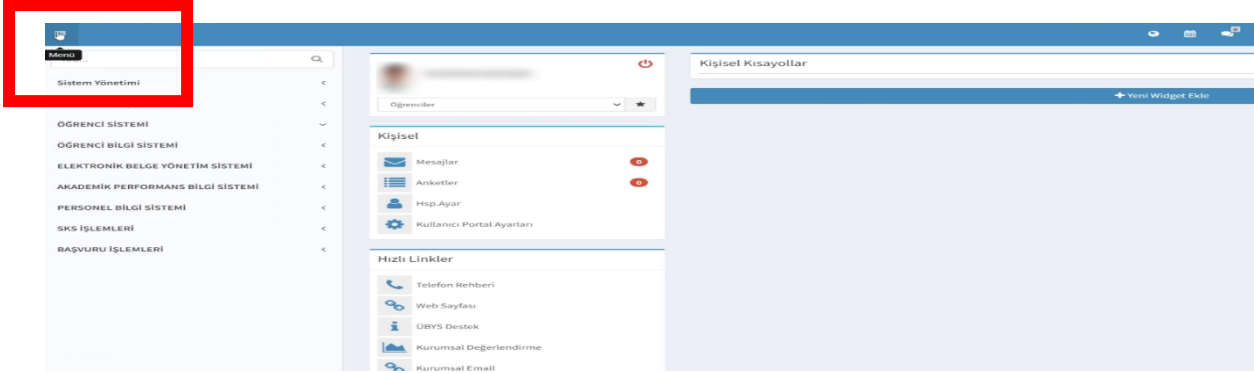 Menü
Sistem Yönetimi
ÖĞRENCİ SİSTEMİ
ÖĞRENCİ BİLGİ SİSTEMİ
ELEKTRONİK BELGE YÖNETİM SİSTEMİ
AKADEMİK PERFORMANS BİLGİ SİSTEMİ
PERSONEL BİLGİ SİSTEMİ
SKS İŞLEMLERİ
BAŞVURU İŞLEMLERİ
Öğrenciler
Kişisel
Mesajlar 0
Anketler 0
Hsp.Ayar
Kullanıcı Portal Ayarları
Hızlı Linkler
Telefon Rehberi
Web Sayfası
ÜBYS Destek
Kurumsal Değerlendirme
Kurumsal Email
0
Kişisel Kısayollar
Yeni Widget Ekle